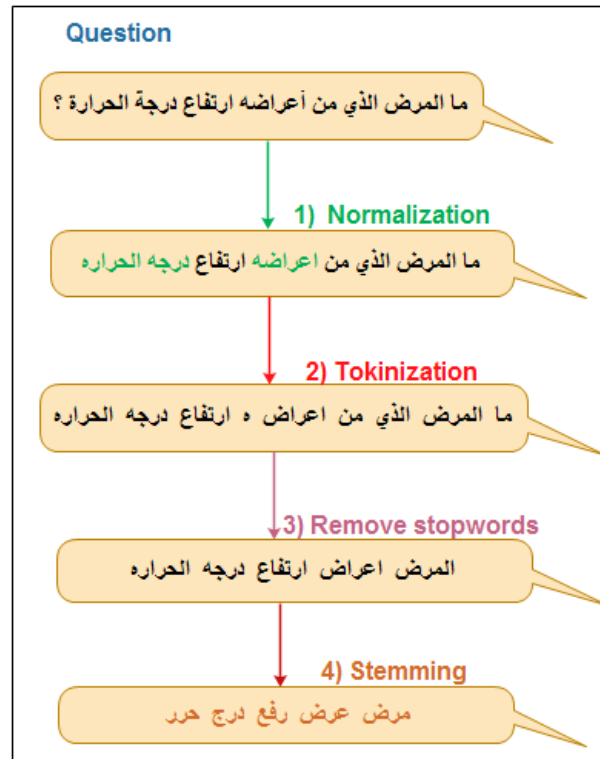 Question
ما المرض الذي من أعراضه ارتفاع درجة الحرارة ؟
1) Normalization
ما المرض الذي من اعراضه ارتفاع درجه الحراره
2) Tokinization
ما المرض الذي من اعراض ه ارتفاع درجه الحراره
3) Remove stopwords
المرض اعراض ارتفاع درجه الحراره
4) Stemming
مرض عرض رفع درج حرر